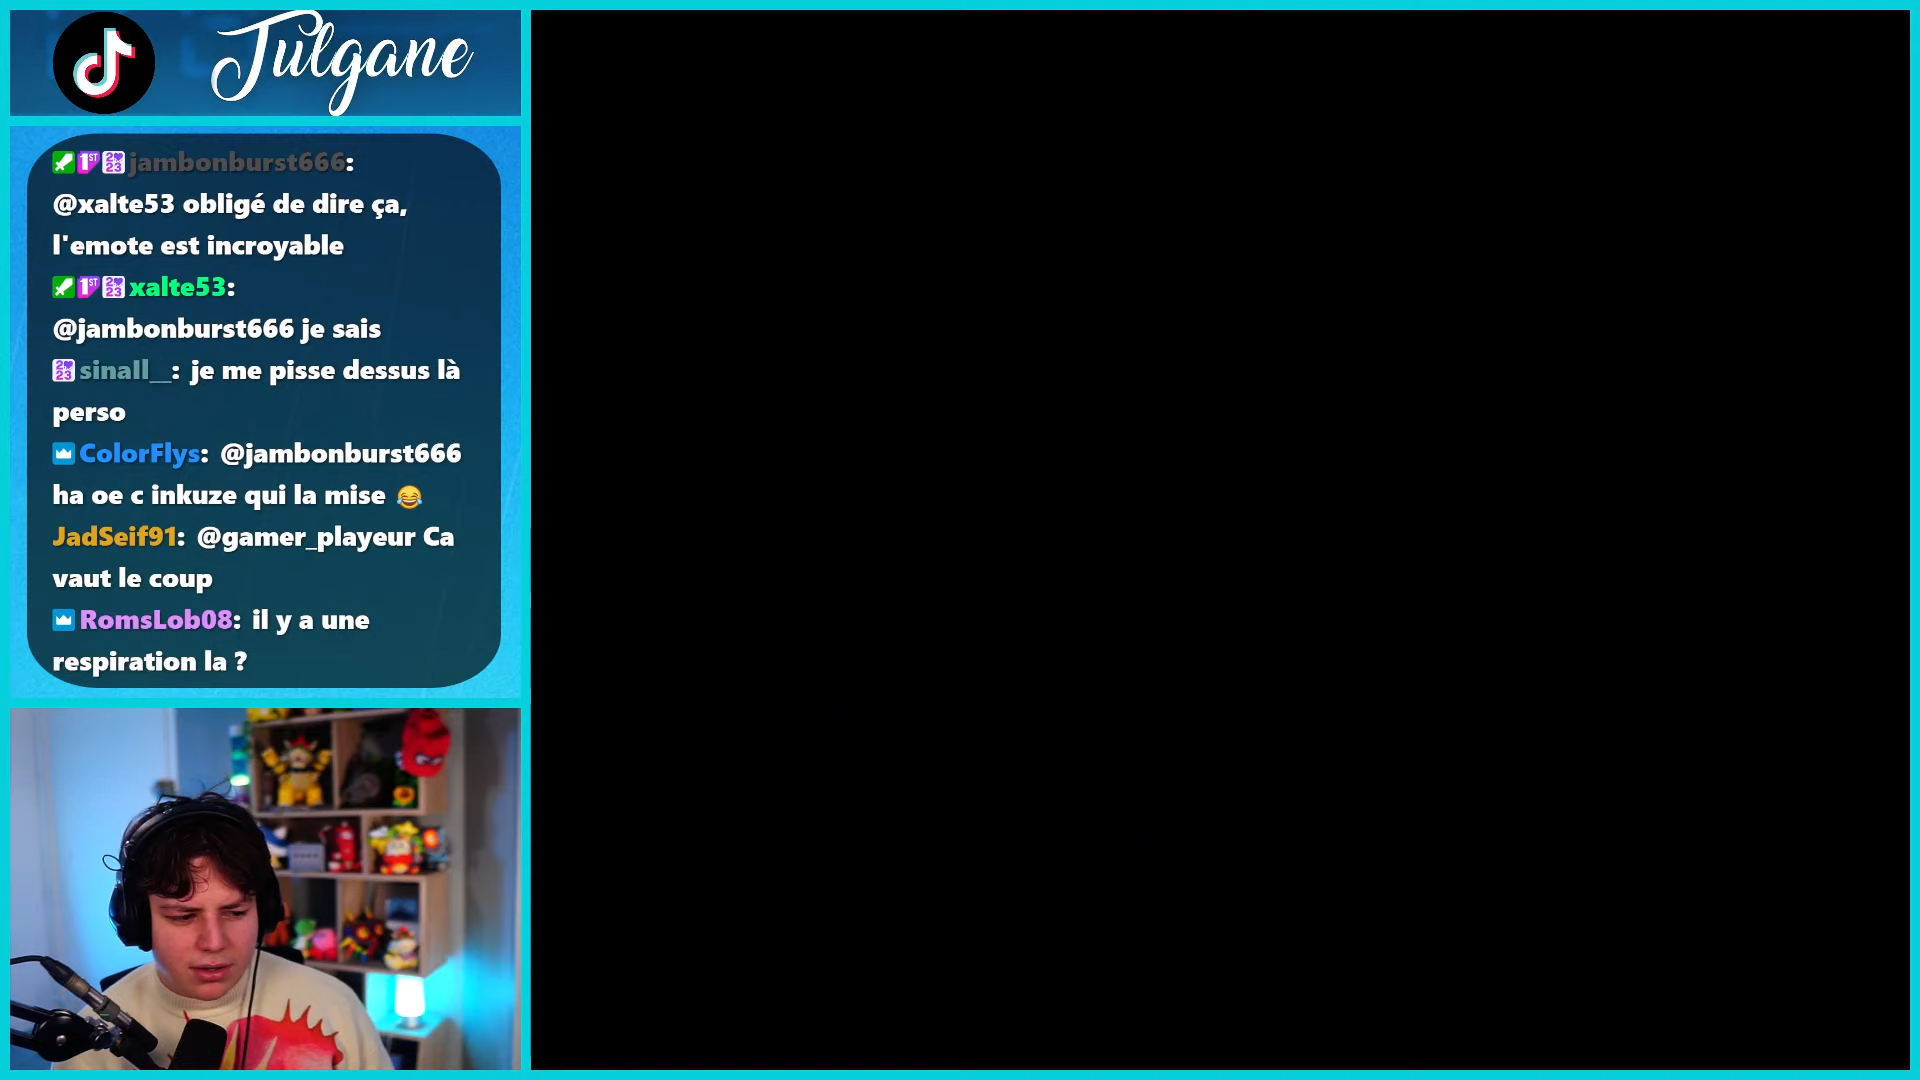 Julgane
jambonburst666:
@xalte53 obligé de dire ça,
l'emote est incroyable
xalte53:
@jambonburst666 je sais
sinall__: je me pisse dessus là
perso
ColorFlys: @jambonburst666
ha oe c inkuze qui la mise 😂
JadSeif91: @gamer_playeur Ca
vaut le coup
RomsLob08: il y a une
respiration la ?